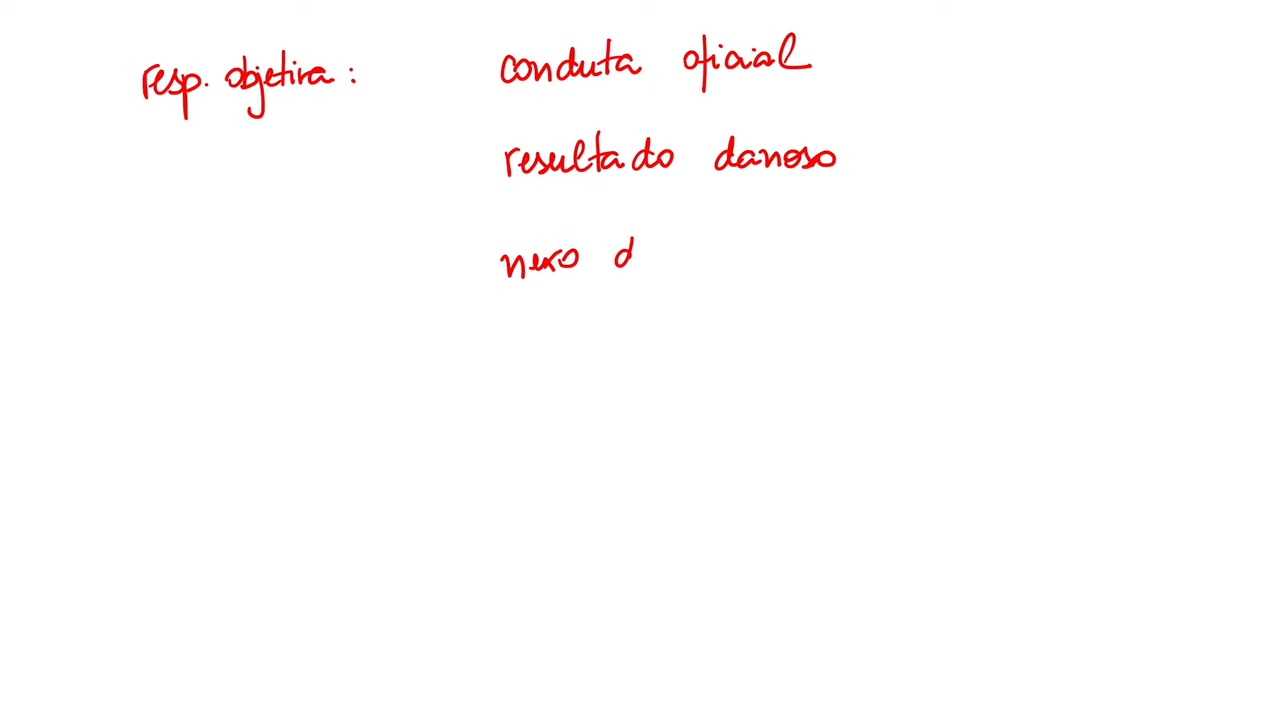 resp. objetiva: conduta oficial
resultado danoso
nexo d